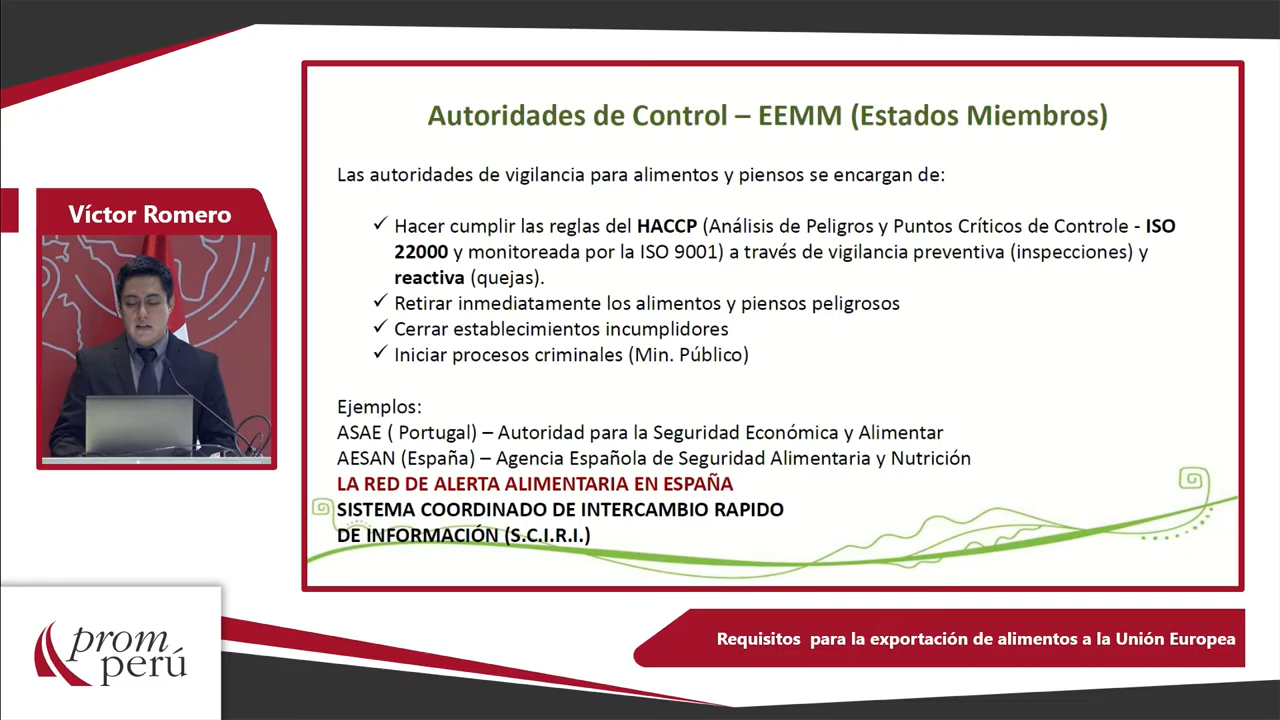 Autoridades de Control – EEMM (Estados Miembros)
Las autoridades de vigilancia para alimentos y piensos se encargan de:
✓ Hacer cumplir las reglas del HACCP (Análisis de Peligros y Puntos Críticos de Controle - ISO
22000 y monitoreada por la ISO 9001) a través de vigilancia preventiva (inspecciones) y
reactiva (quejas).
✓ Retirar inmediatamente los alimentos y piensos peligrosos
✓ Cerrar establecimientos incumplidores
✓ Iniciar procesos criminales (Min. Público)
Ejemplos:
ASAE ( Portugal) – Autoridad para la Seguridad Económica y Alimentar
AESAN (España) – Agencia Española de Seguridad Alimentaria y Nutrición
LA RED DE ALERTA ALIMENTARIA EN ESPAÑA
SISTEMA COORDINADO DE INTERCAMBIO RAPIDO
DE INFORMACIÓN (S.C.I.R.I.)
Víctor Romero
prom
perú
Requisitos para la exportación de alimentos a la Unión Europea